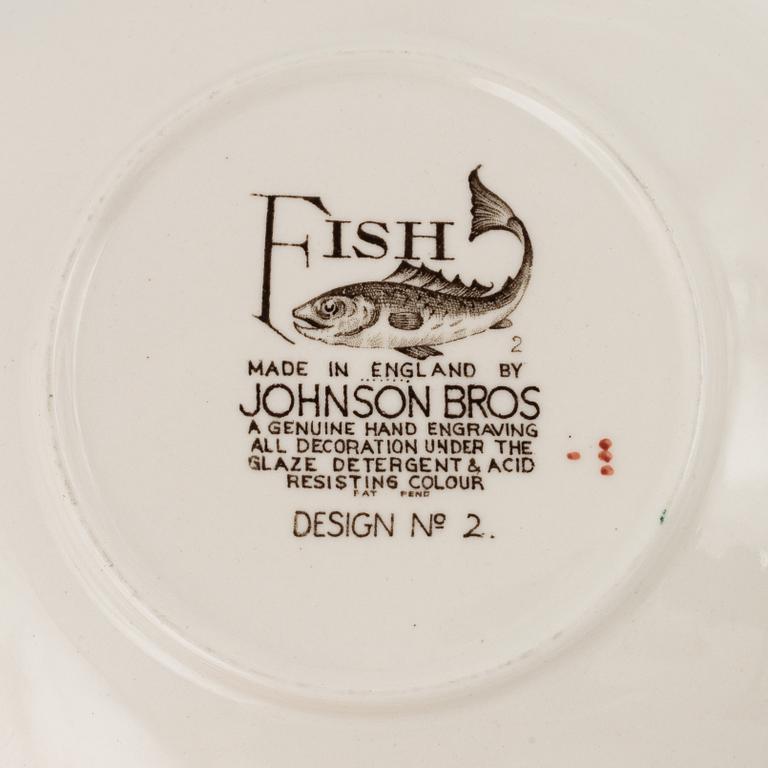 FISH
2
MADE IN ENGLAND BY
JOHNSON BROS
A GENUINE HAND ENGRAVING
ALL DECORATION UNDER THE
GLAZE DETERGENT & ACID
RESISTING COLOUR
PAT PEND
DESIGN Nº 2.